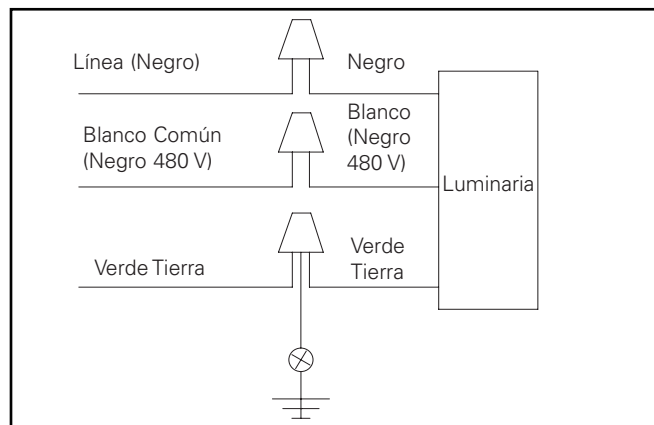 Línea (Negro)
Negro
Blanco Común
(Negro 480 V)
Blanco
(Negro
480 V)
Luminaria
Verde Tierra
Verde
Tierra